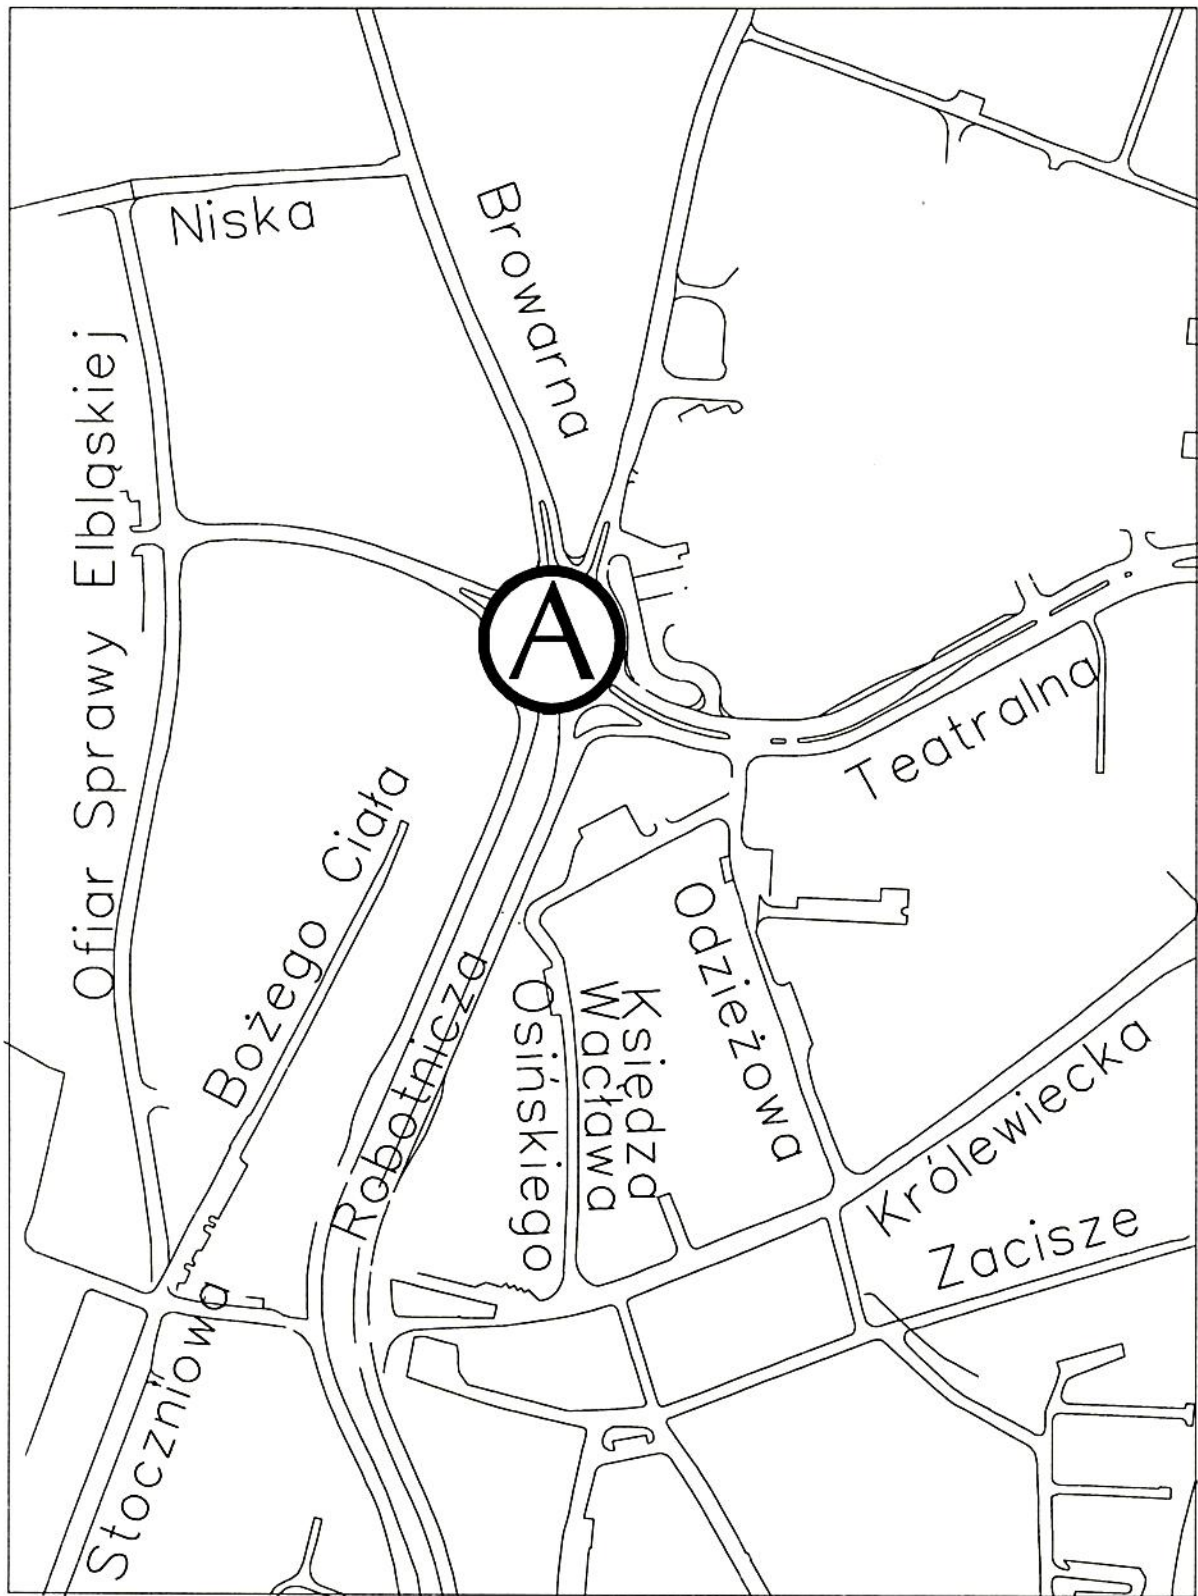 Niska
Browarna
Ofiar Sprawy Elbląskiej
A
Teatralna
Bożego Ciała
Robotnicza
Osińskiego
Wacława
Księdza
Odzieżowa
Królewiecka
Zacisze
Stoczniowa